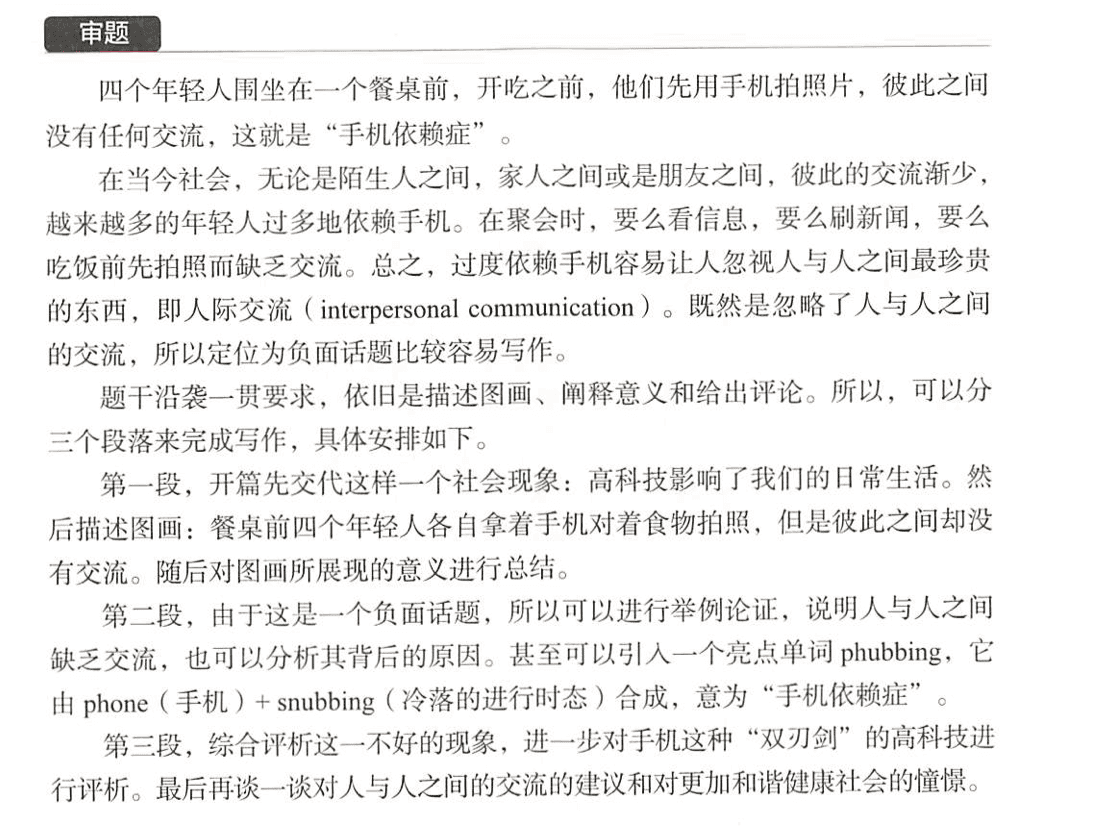 审题
四个年轻人围坐在一个餐桌前，开吃之前，他们先用手机拍照片，彼此之间
没有任何交流，这就是“手机依赖症”。
在当今社会，无论是陌生人之间，家人之间或是朋友之间，彼此的交流渐少，
越来越多的年轻人过多地依赖手机。在聚会时，要么看信息，要么刷新闻，要么
吃饭前先拍照而缺乏交流。总之，过度依赖手机容易让人忽视人与人之间最珍贵
的东西，即人际交流（interpersonal communication）。既然是忽略了人与人之间
的交流，所以定位为负面话题比较容易写作。
题干沿袭一贯要求，依旧是描述图画、阐释意义和给出评论。所以，可以分
三个段落来完成写作，具体安排如下。
第一段，开篇先交代这样一个社会现象：高科技影响了我们的日常生活。然
后描述图画：餐桌前四个年轻人各自拿着手机对着食物拍照，但是彼此之间却没
有交流。随后对图画所展现的意义进行总结。
第二段，由于这是一个负面话题，所以可以进行举例论证，说明人与人之间
缺乏交流，也可以分析其背后的原因。甚至可以引入一个亮点单词 phubbing，它
由 phone（手机）+ snubbing（冷落的进行时态）合成，意为“手机依赖症”。
第三段，综合评析这一不好的现象，进一步对手机这种“双刃剑”的高科技进
行评析。最后再谈一谈对人与人之间的交流的建议和对更加和谐健康社会的憧憬。